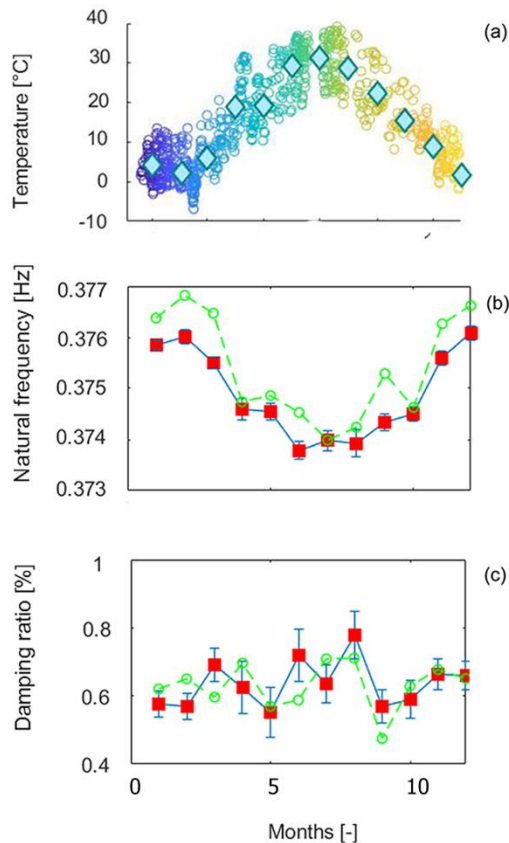 (a)
Temperature [°C]
40
30
20
10
0
-10
(b)
Natural frequency [Hz]
0.377
0.376
0.375
0.374
0.373
(c)
Damping ratio [%]
1
0.8
0.6
0.4
0
5
10
Months [-]